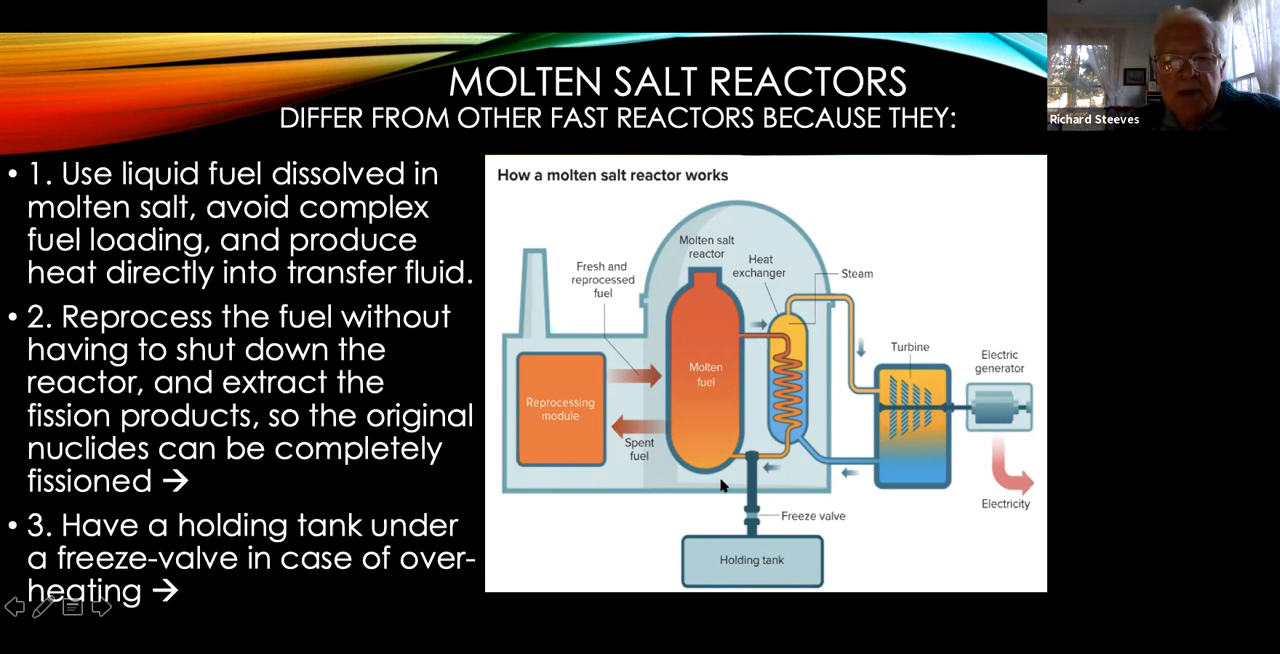 MOLTEN SALT REACTORS
DIFFER FROM OTHER FAST REACTORS BECAUSE THEY:
Richard Steeves
• 1. Use liquid fuel dissolved in
molten salt, avoid complex
fuel loading, and produce
heat directly into transfer fluid.
• 2. Reprocess the fuel without
having to shut down the
reactor, and extract the
fission products, so the original
nuclides can be completely
fissioned →
• 3. Have a holding tank under
a freeze-valve in case of over-
heating →
How a molten salt reactor works
Molten salt
reactor
Heat
exchanger
Steam
Fresh and
reprocessed
fuel
Turbine
Electric
generator
Molten
fuel
Reprocessing
module
Spent
fuel
Electricity
Freeze valve
Holding tank